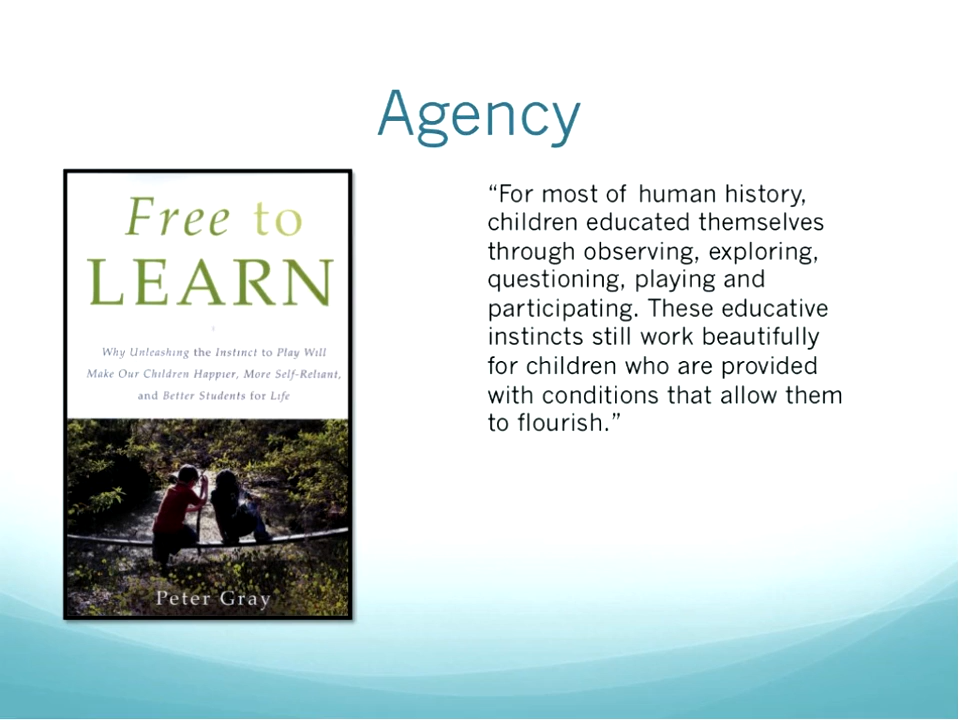 Agency
Free to
LEARN
Why Unleashing the Instinct to Play Will
Make Our Children Happier, More Self-Reliant,
and Better Students for Life
Peter Gray
“For most of human history,
children educated themselves
through observing, exploring,
questioning, playing and
participating. These educative
instincts still work beautifully
for children who are provided
with conditions that allow them
to flourish.”